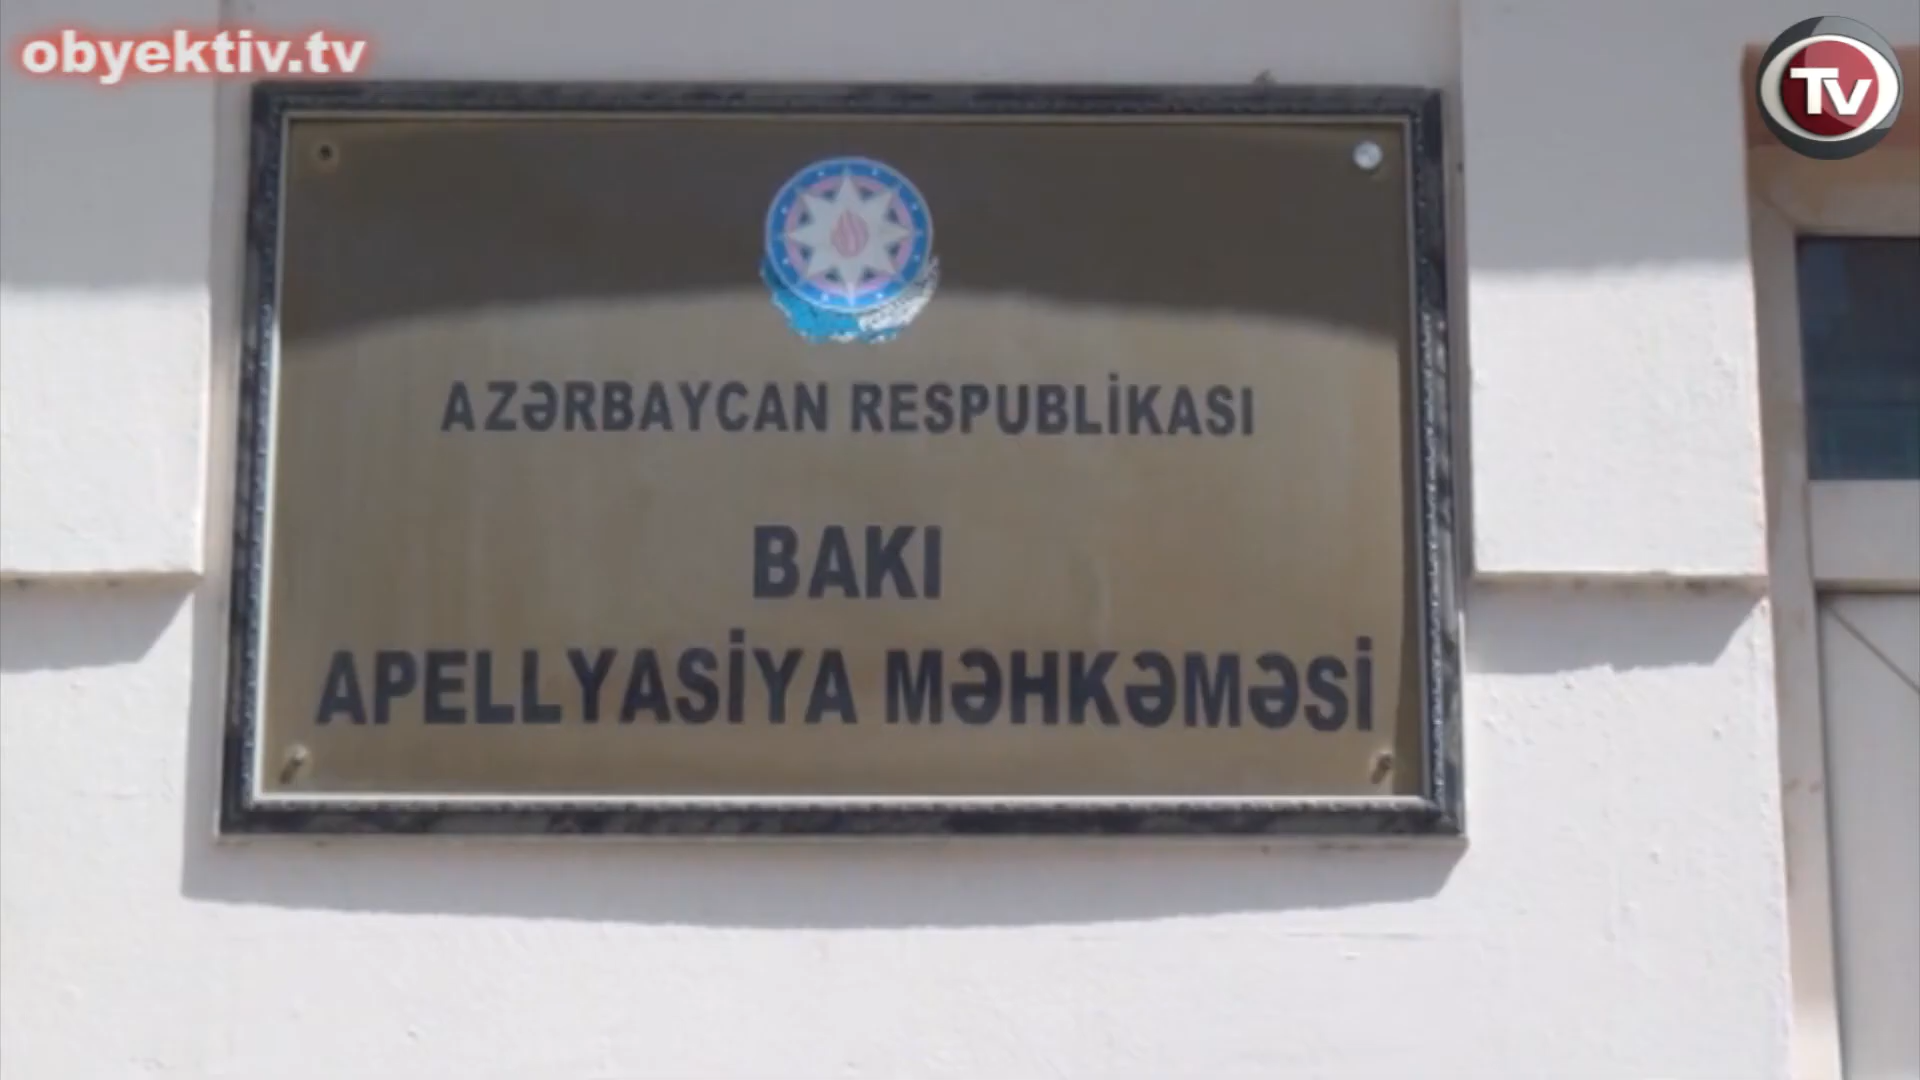 obyektiv.tv
TV
AZƏRBAYCAN RESPUBLİKASI
BAKI
APELLYASİYA MƏHKƏMƏSİ